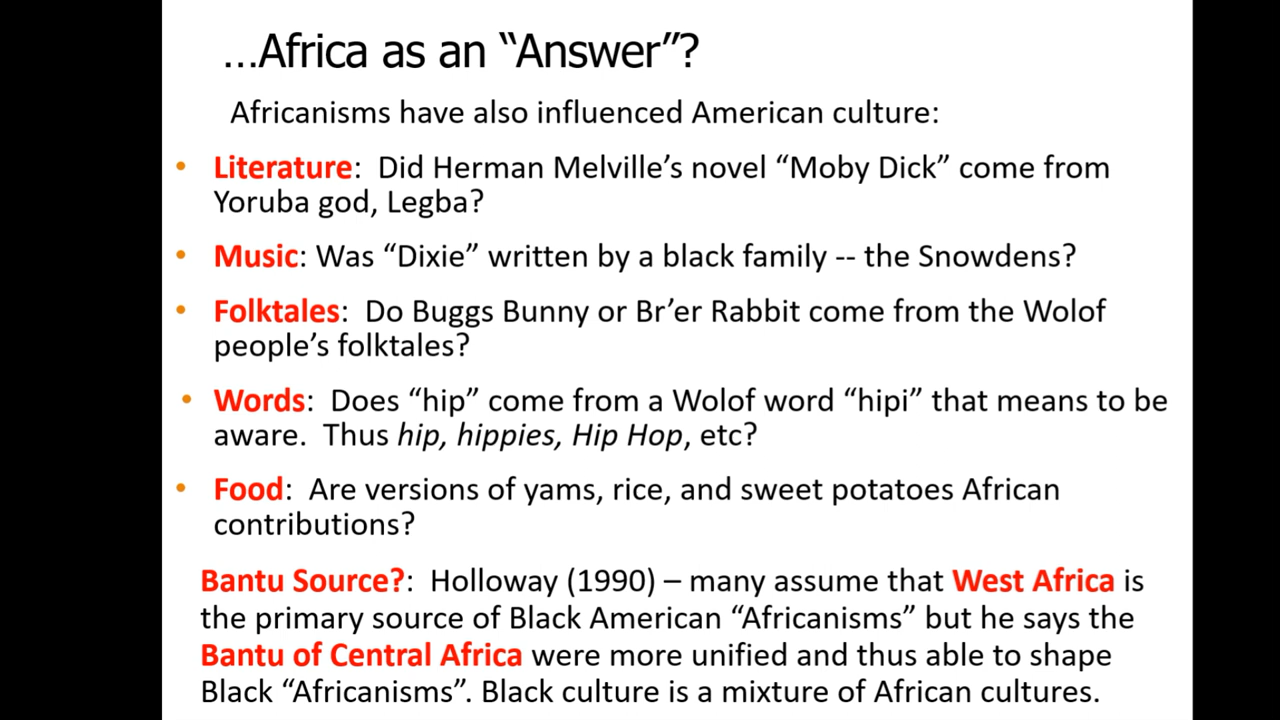 …Africa as an “Answer”?
Africanisms have also influenced American culture:
• Literature: Did Herman Melville’s novel “Moby Dick” come from
Yoruba god, Legba?
• Music: Was “Dixie” written by a black family -- the Snowdens?
• Folktales: Do Buggs Bunny or Br’er Rabbit come from the Wolof
people’s folktales?
• Words: Does “hip” come from a Wolof word “hipi” that means to be
aware. Thus hip, hippies, Hip Hop, etc?
• Food: Are versions of yams, rice, and sweet potatoes African
contributions?
Bantu Source?: Holloway (1990) – many assume that West Africa is
the primary source of Black American “Africanisms” but he says the
Bantu of Central Africa were more unified and thus able to shape
Black “Africanisms”. Black culture is a mixture of African cultures.